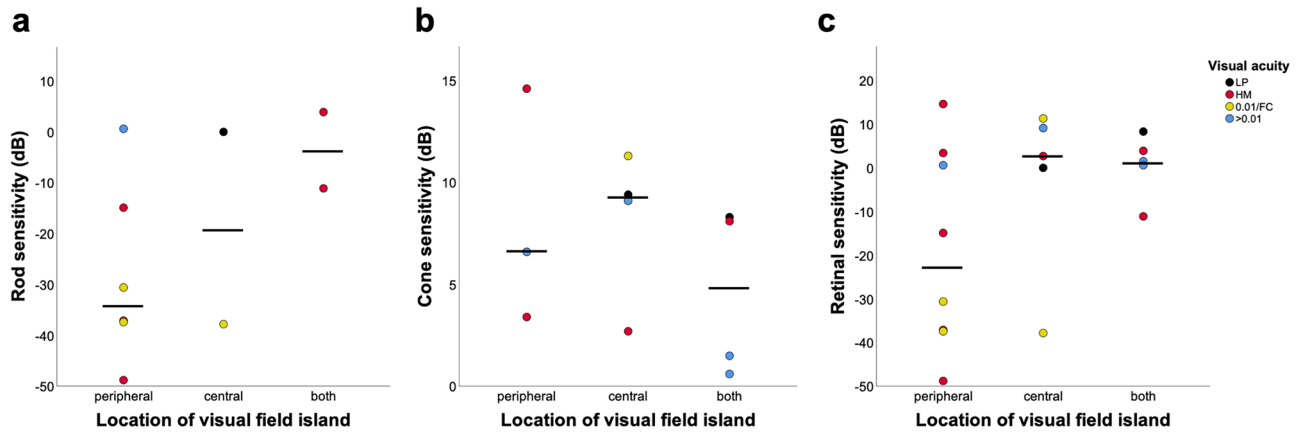 a
Rod sensitivity (dB)
10
0
-10
-20
-30
-40
-50
peripheral central both
Location of visual field island
b
Cone sensitivity (dB)
15
10
5
0
peripheral central both
Location of visual field island
c
Retinal sensitivity (dB)
20
10
0
-10
-20
-30
-40
-50
peripheral central both
Location of visual field island
Visual acuity
LP
HM
0.01/FC
>0.01